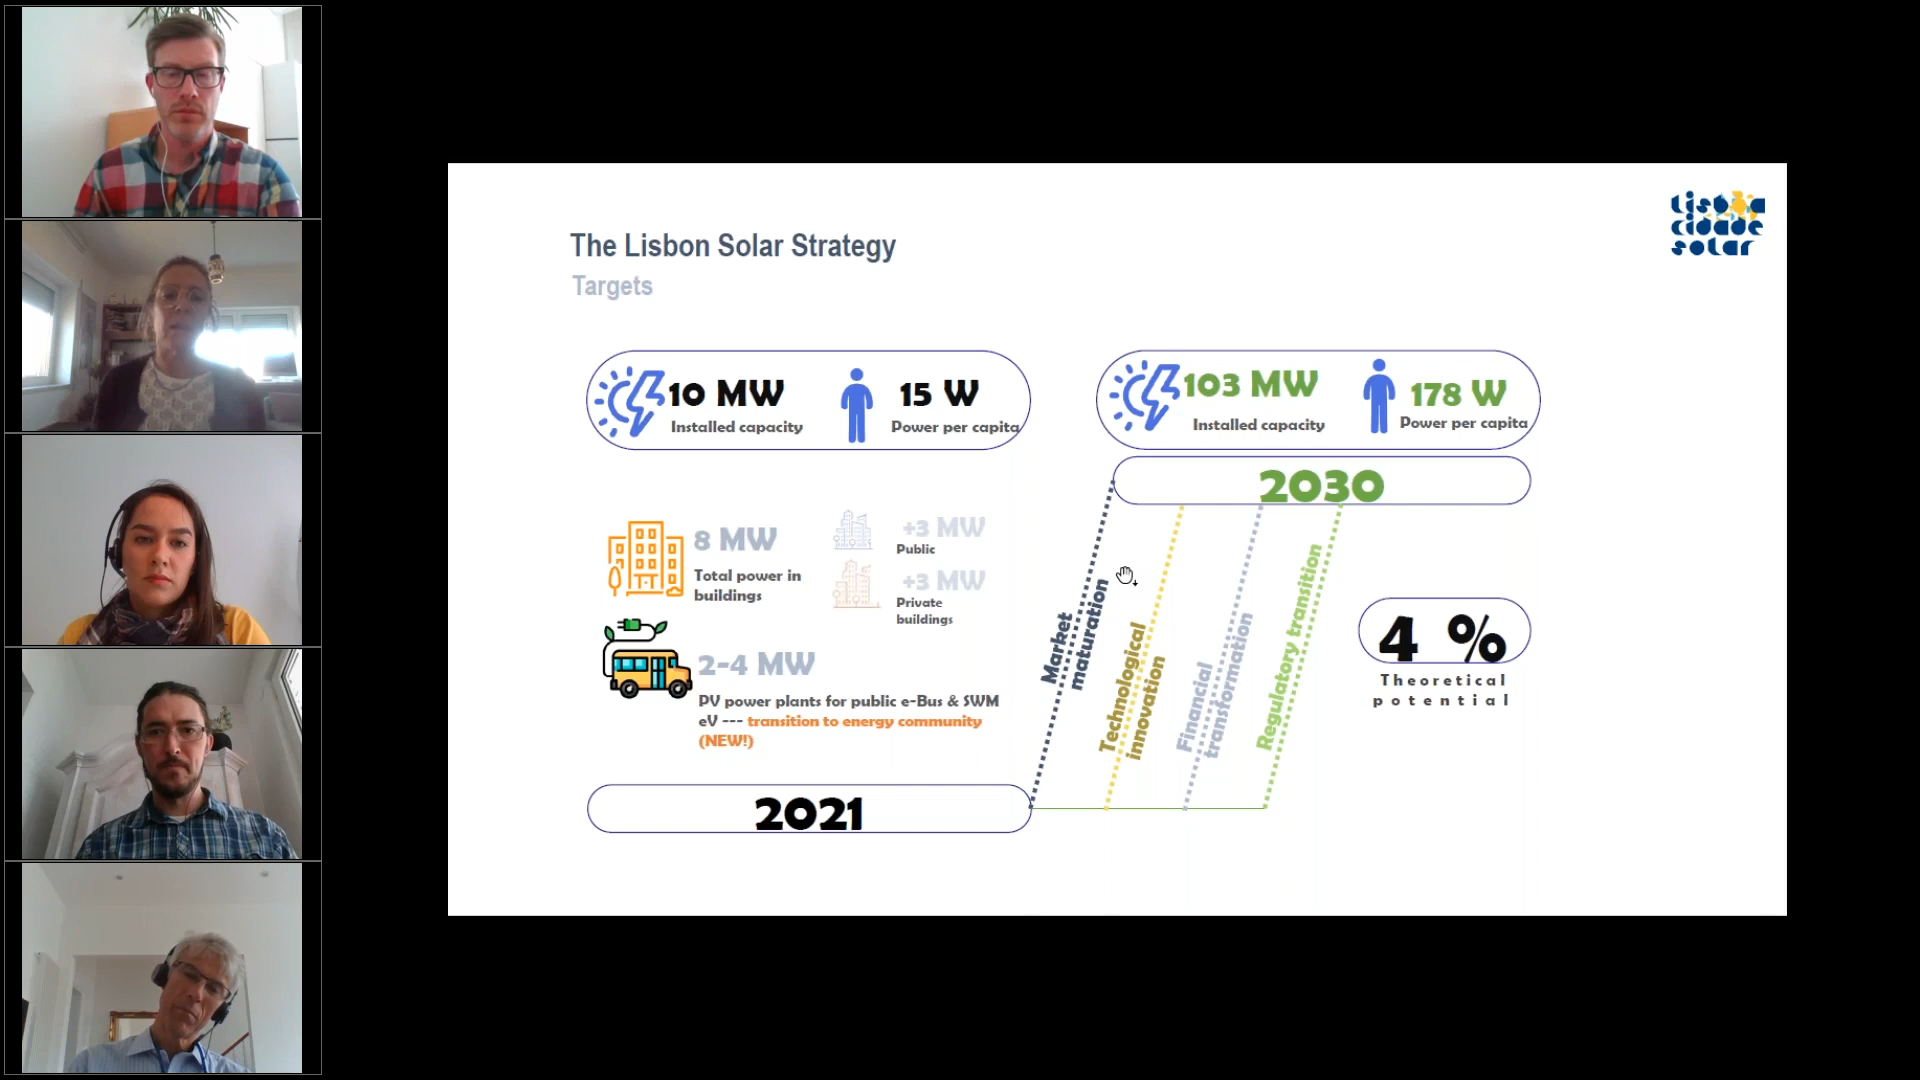 Lisboa
cidade
solar
The Lisbon Solar Strategy
Targets
10 MW
Installed capacity
15 W
Power per capita
103 MW
Installed capacity
178 W
Power per capita
2030
8 MW
Total power in
buildings
+3 MW
Public
+3 MW
Private
buildings
2-4 MW
PV power plants for public e-Bus & SWM
eV --- transition to energy community
(NEW!)
2021
Market
maturation
Technological
innovation
Financial
transformation
Regulatory transition
4 %
Theoretical
potential